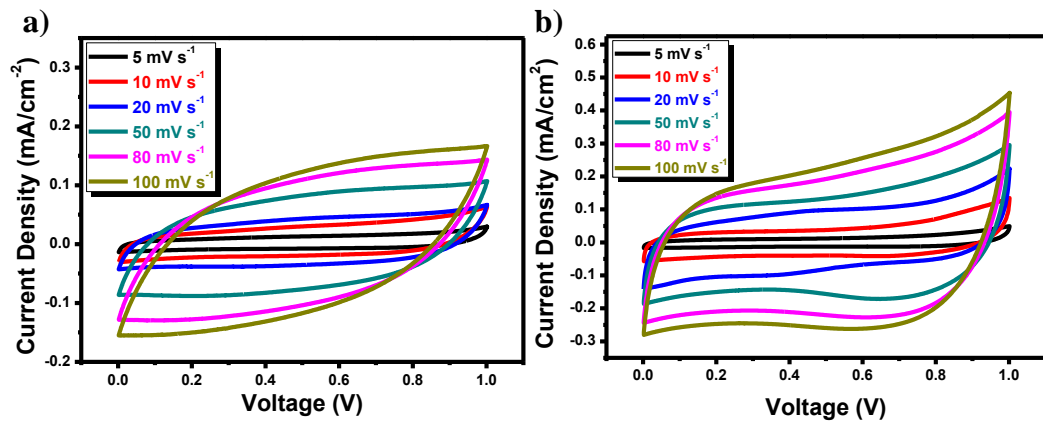 a)
Current Density (mA/cm⁻²)
0.3
0.2
0.1
0.0
-0.1
-0.2
5 mV s⁻¹
10 mV s⁻¹
20 mV s⁻¹
50 mV s⁻¹
80 mV s⁻¹
100 mV s⁻¹
0.0 0.2 0.4 0.6 0.8 1.0
Voltage (V)
b)
Current Density (mA/cm²)
0.6
0.5
0.4
0.3
0.2
0.1
0.0
-0.1
-0.2
-0.3
5 mV s⁻¹
10 mV s⁻¹
20 mV s⁻¹
50 mV s⁻¹
80 mV s⁻¹
100 mV s⁻¹
0.0 0.2 0.4 0.6 0.8 1.0
Voltage (V)